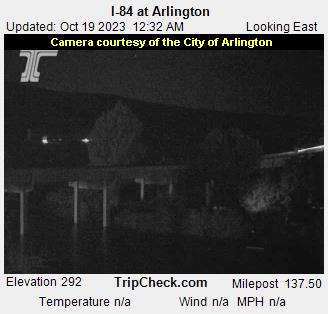 I-84 at Arlington
Updated: Oct 19 2023 12:32 AM Looking East
Camera courtesy of the City of Arlington
Elevation 292 TripCheck.com Milepost 137.50
Temperature n/a Wind n/a MPH n/a